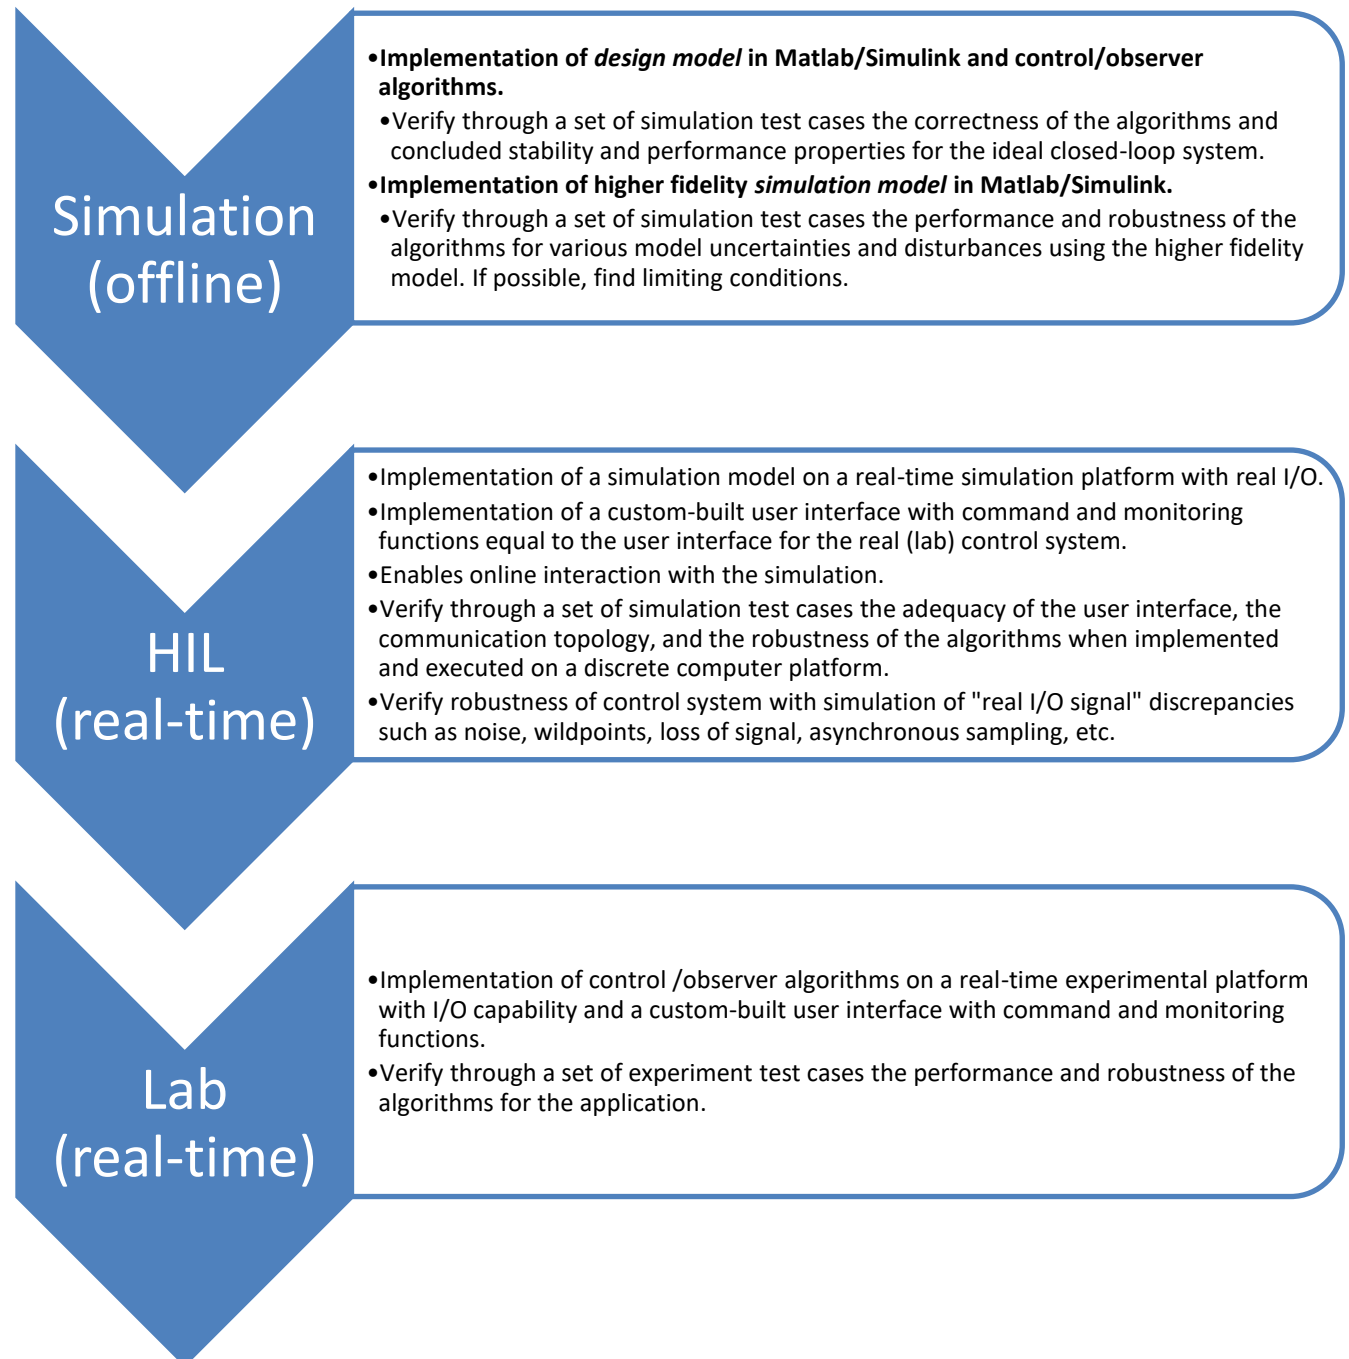 Simulation
(offline)
•Implementation of design model in Matlab/Simulink and control/observer
algorithms.
•Verify through a set of simulation test cases the correctness of the algorithms and
concluded stability and performance properties for the ideal closed-loop system.
•Implementation of higher fidelity simulation model in Matlab/Simulink.
•Verify through a set of simulation test cases the performance and robustness of the
algorithms for various model uncertainties and disturbances using the higher fidelity
model. If possible, find limiting conditions.
HIL
(real-time)
•Implementation of a simulation model on a real-time simulation platform with real I/O.
•Implementation of a custom-built user interface with command and monitoring
functions equal to the user interface for the real (lab) control system.
•Enables online interaction with the simulation.
•Verify through a set of simulation test cases the adequacy of the user interface, the
communication topology, and the robustness of the algorithms when implemented
and executed on a discrete computer platform.
•Verify robustness of control system with simulation of "real I/O signal" discrepancies
such as noise, wildpoints, loss of signal, asynchronous sampling, etc.
Lab
(real-time)
•Implementation of control /observer algorithms on a real-time experimental platform
with I/O capability and a custom-built user interface with command and monitoring
functions.
•Verify through a set of experiment test cases the performance and robustness of the
algorithms for the application.